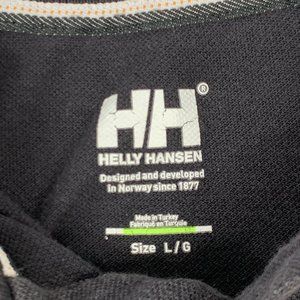 HH®
HELLY HANSEN
Designed and developed
in Norway since 1877
Made in Turkey
Fabriqué en Turquie
Size L/G